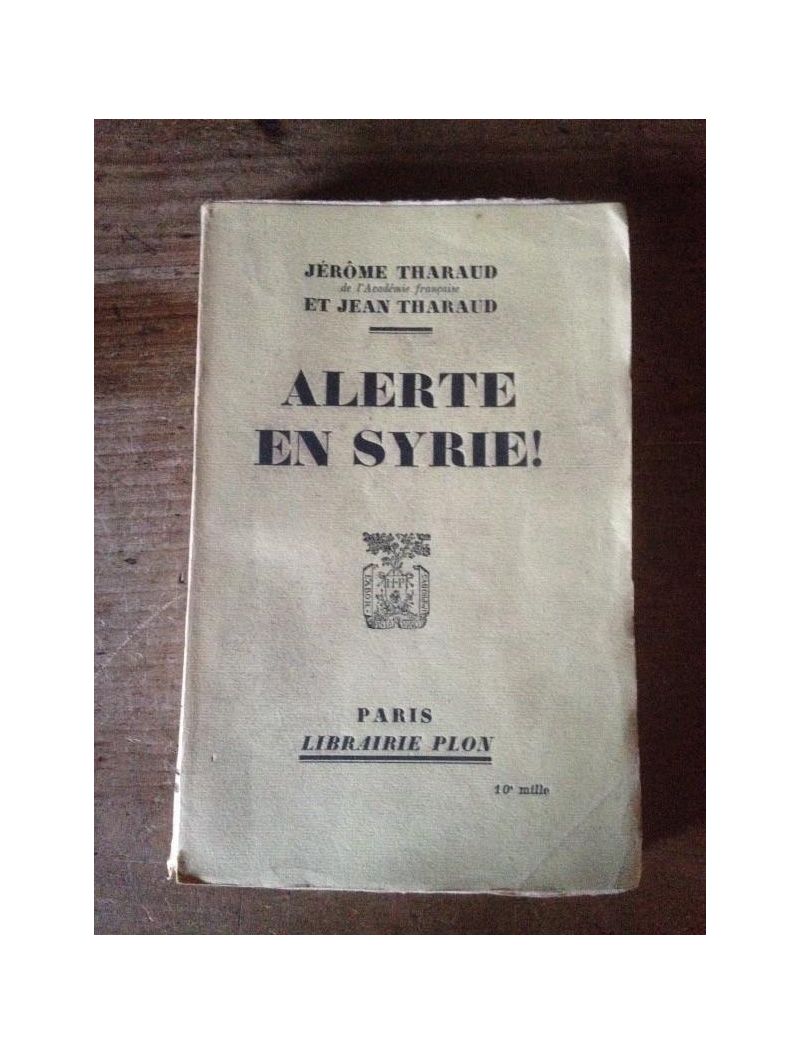 JÉRÔME THARAUD
de l'Académie française
ET JEAN THARAUD
ALERTE
EN SYRIE!
PARIS
LIBRAIRIE PLON
10e mille